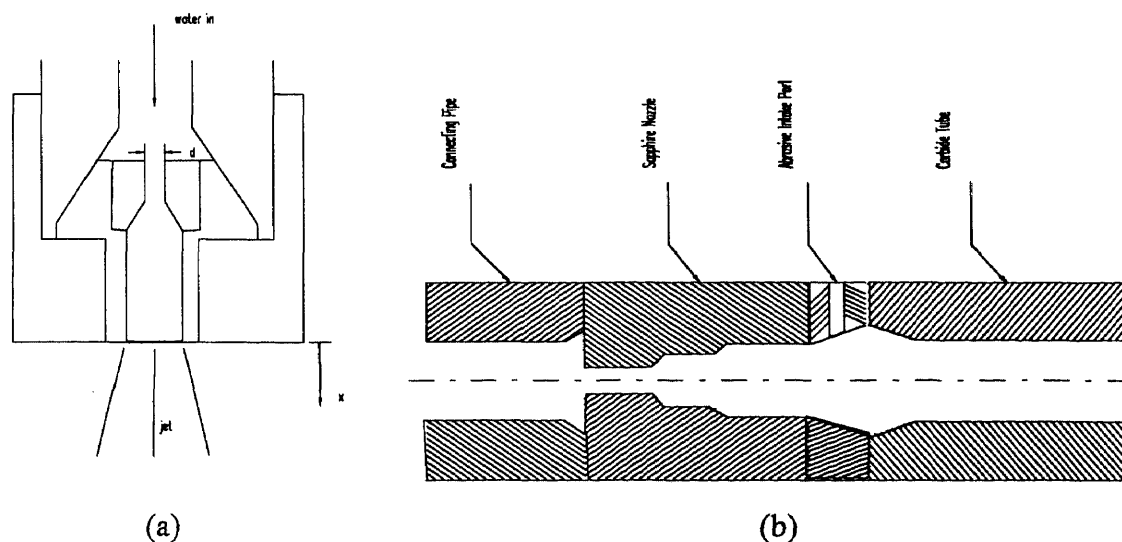 water in
d
x
jet
(a)
Connecting Pipe
Sapphire Nozzle
Abrasive Intake Port
Carbide Tube
(b)